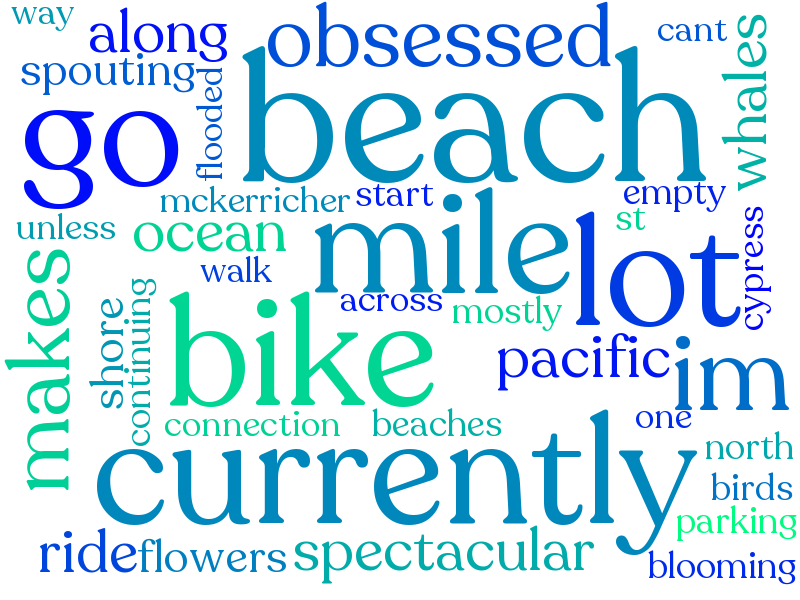 way
along
obsessed
cant
spouting
flooded
whales
go
beach
mckerricher
start
empty
unless
ocean
mile
st
lot
cypress
walk
makes
shore
continuing
bike
across
mostly
pacific
im
connection
beaches
one
currently
north
birds
parking
ride
flowers
spectacular
blooming